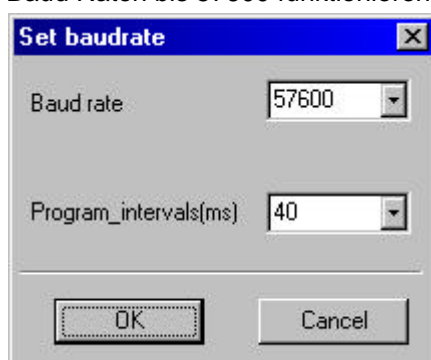 Baud Raten bis 57600 funktionieren
Set baudrate
Baud rate 57600
Program_intervals(ms) 40
OK Cancel